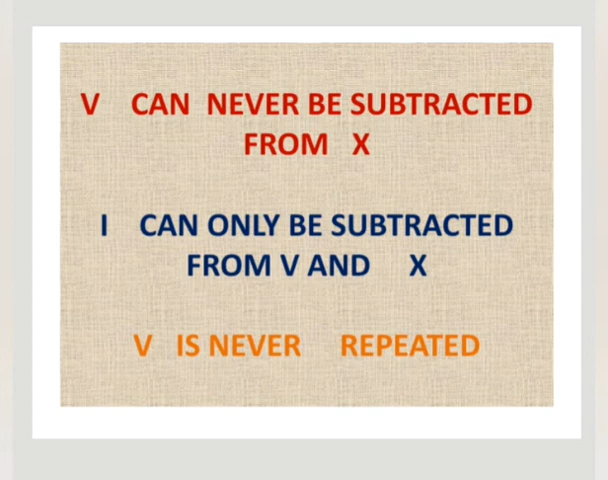 V CAN NEVER BE SUBTRACTED
FROM X
I CAN ONLY BE SUBTRACTED
FROM V AND X
V IS NEVER REPEATED